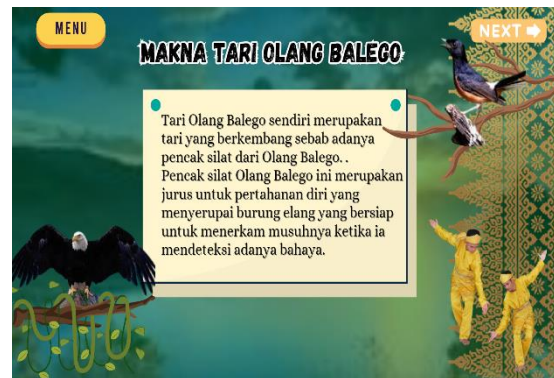 MENU
NEXT
MAKNA TARI OLANG BALEGO
Tari Olang Balego sendiri merupakan
tari yang berkembang sebab adanya
pencak silat dari Olang Balego. .
Pencak silat Olang Balego ini merupakan
jurus untuk pertahanan diri yang
menyerupai burung elang yang bersiap
untuk menerkam musuhnya ketika ia
mendeteksi adanya bahaya.